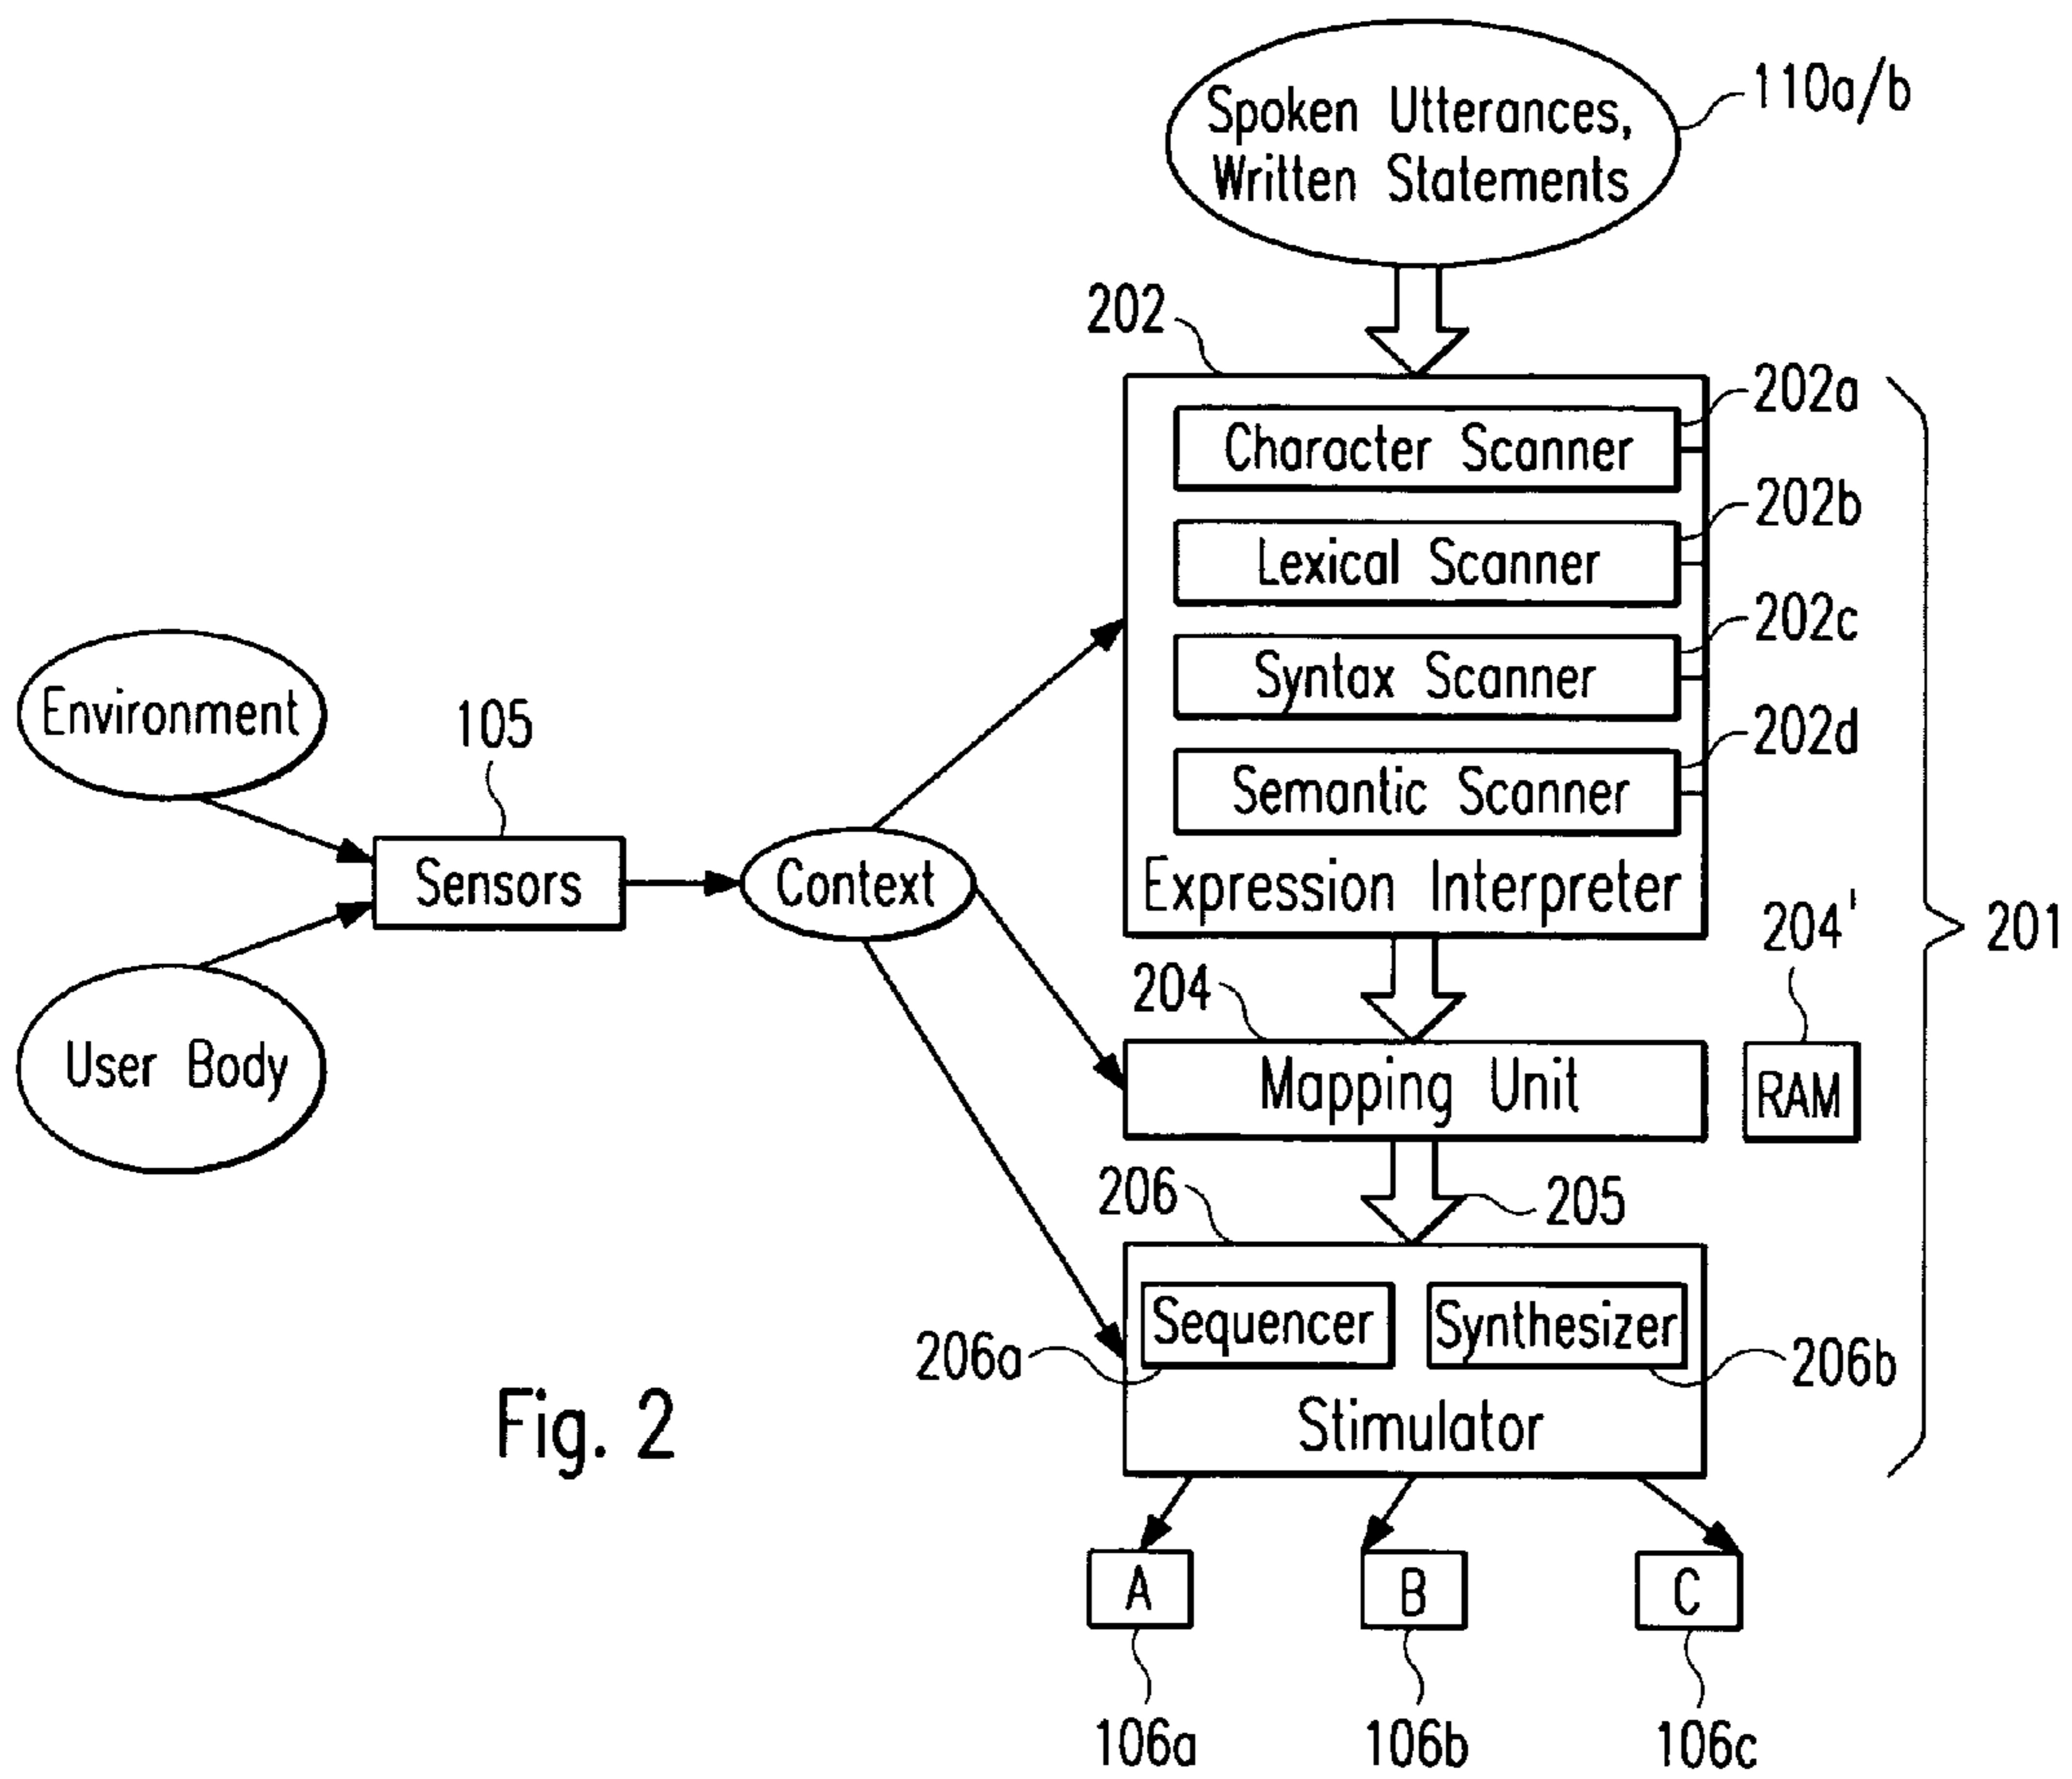 Spoken Utterances,
Written Statements
110a/b
202
Character Scanner
202a
Lexical Scanner
202b
Syntax Scanner
202c
Semantic Scanner
202d
Expression Interpreter
Environment
105
Sensors
Context
User Body
204'
201
204
Mapping Unit
RAM
206
205
Sequencer
Synthesizer
206a
206b
Stimulator
Fig. 2
A
B
C
106a
106b
106c